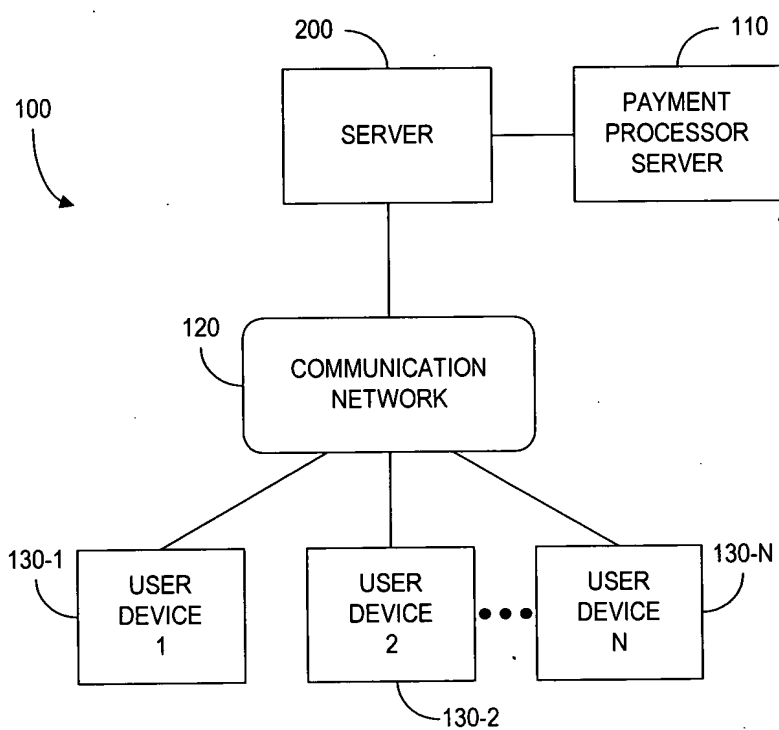 200
110
100
SERVER
PAYMENT
PROCESSOR
SERVER
120
COMMUNICATION
NETWORK
130-1
USER
DEVICE
1
USER
DEVICE
2
130-N
USER
DEVICE
N
130-2